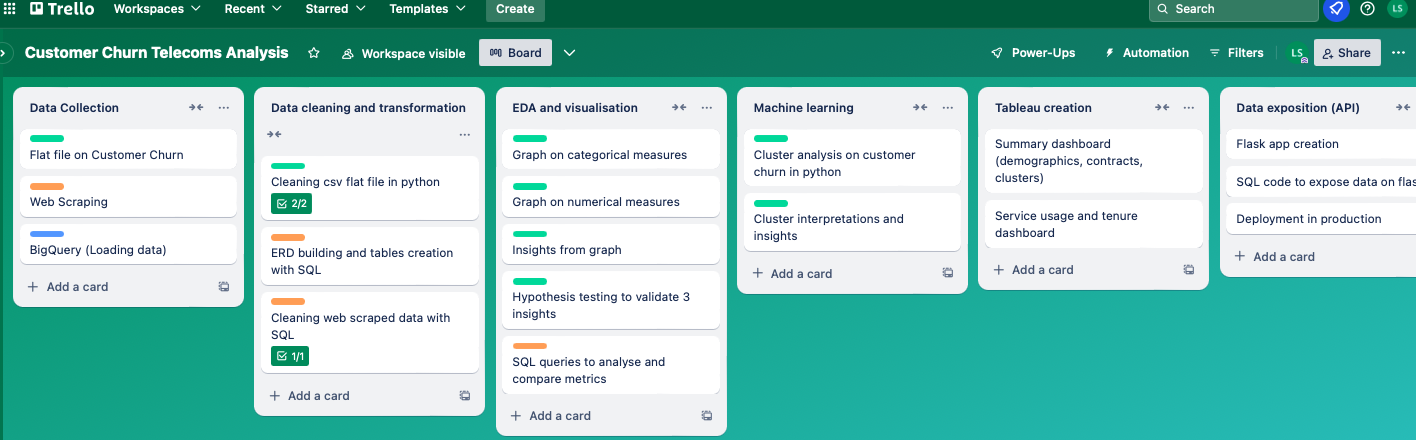 Trello
Workspaces
Recent
Starred
Templates
Create
Search
LS
Customer Churn Telecoms Analysis
Workspace visible
Board
Power-Ups
Automation
Filters
LS
Share
Data Collection
Flat file on Customer Churn
Web Scraping
BigQuery (Loading data)
+ Add a card
Data cleaning and transformation
Cleaning csv flat file in python
2/2
ERD building and tables creation
with SQL
Cleaning web scraped data with
SQL
1/1
+ Add a card
EDA and visualisation
Graph on categorical measures
Graph on numerical measures
Insights from graph
Hypothesis testing to validate 3
insights
SQL queries to analyse and
compare metrics
+ Add a card
Machine learning
Cluster analysis on customer
churn in python
Cluster interpretations and
insights
+ Add a card
Tableau creation
Summary dashboard
(demographics, contracts,
clusters)
Service usage and tenure
dashboard
+ Add a card
Data exposition (API)
Flask app creation
SQL code to expose data on flas
Deployment in production
+ Add a card